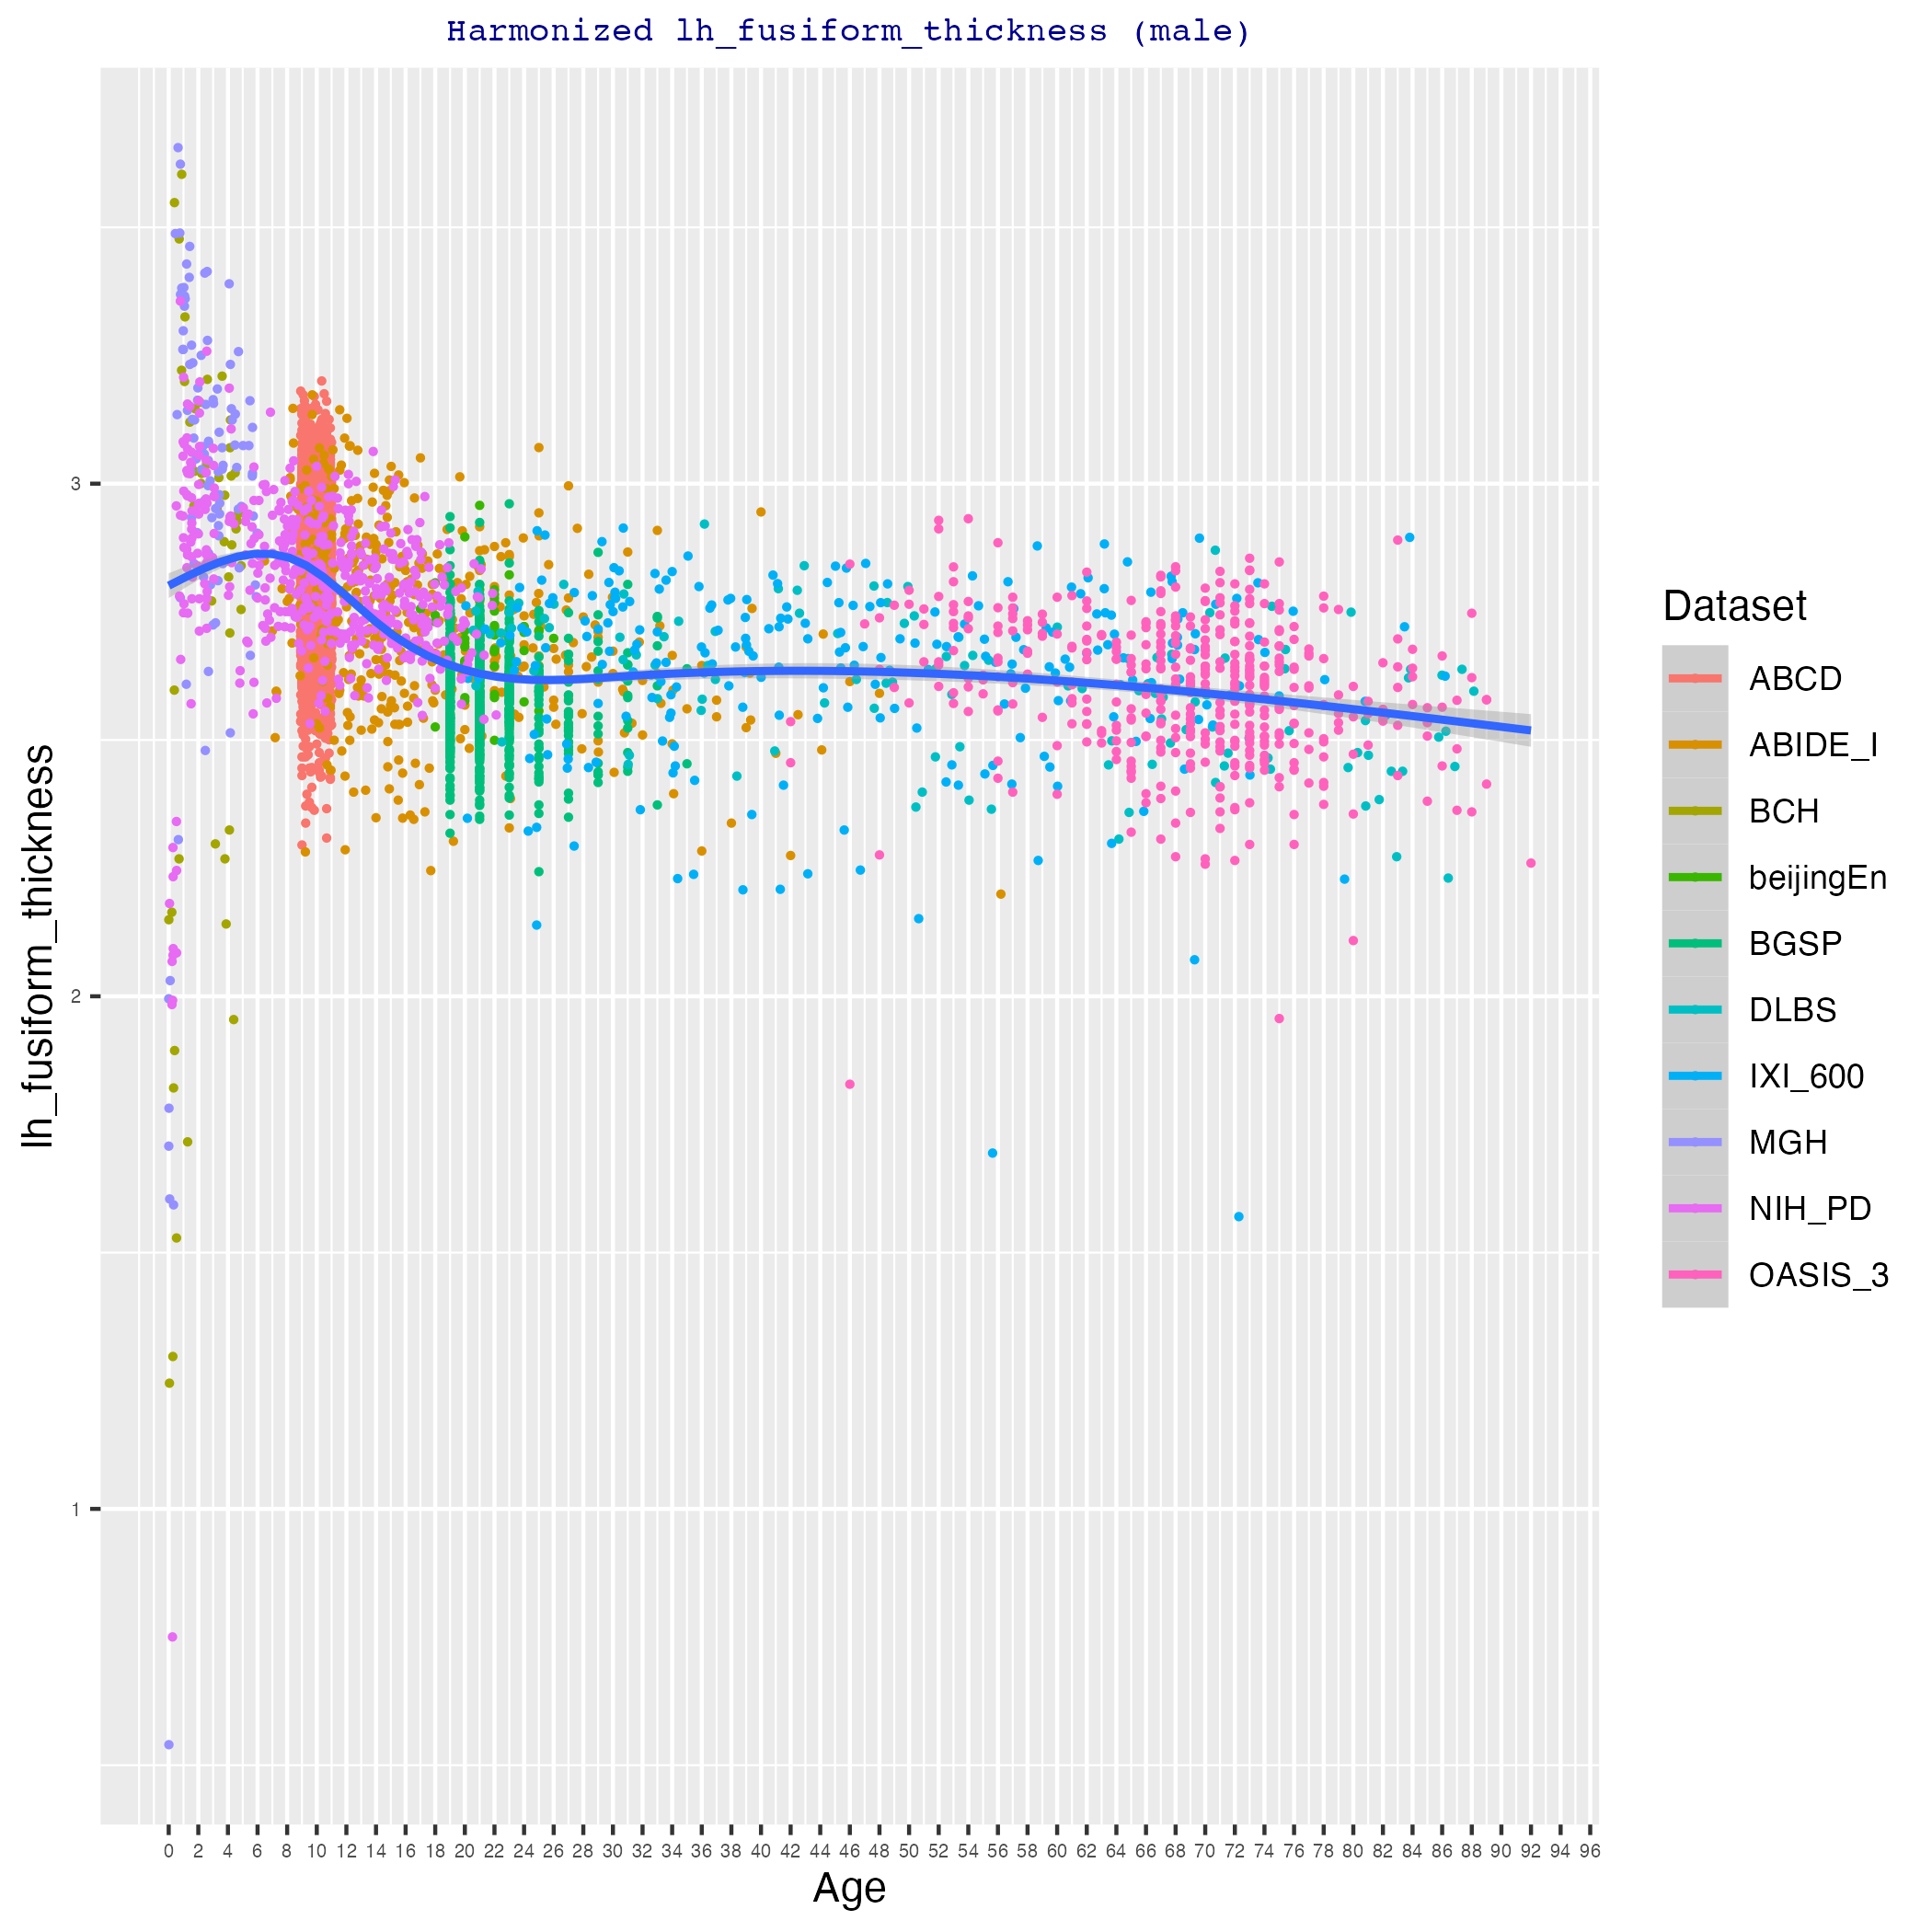 Harmonized lh_fusiform_thickness (male)
lh_fusiform_thickness
3
2
1
0 2 4 6 8 10 12 14 16 18 20 22 24 26 28 30 32 34 36 38 40 42 44 46 48 50 52 54 56 58 60 62 64 66 68 70 72 74 76 78 80 82 84 86 88 90 92 94 96
Age
Dataset
ABCD
ABIDE_I
BCH
beijingEn
BGSP
DLBS
IXI_600
MGH
NIH_PD
OASIS_3